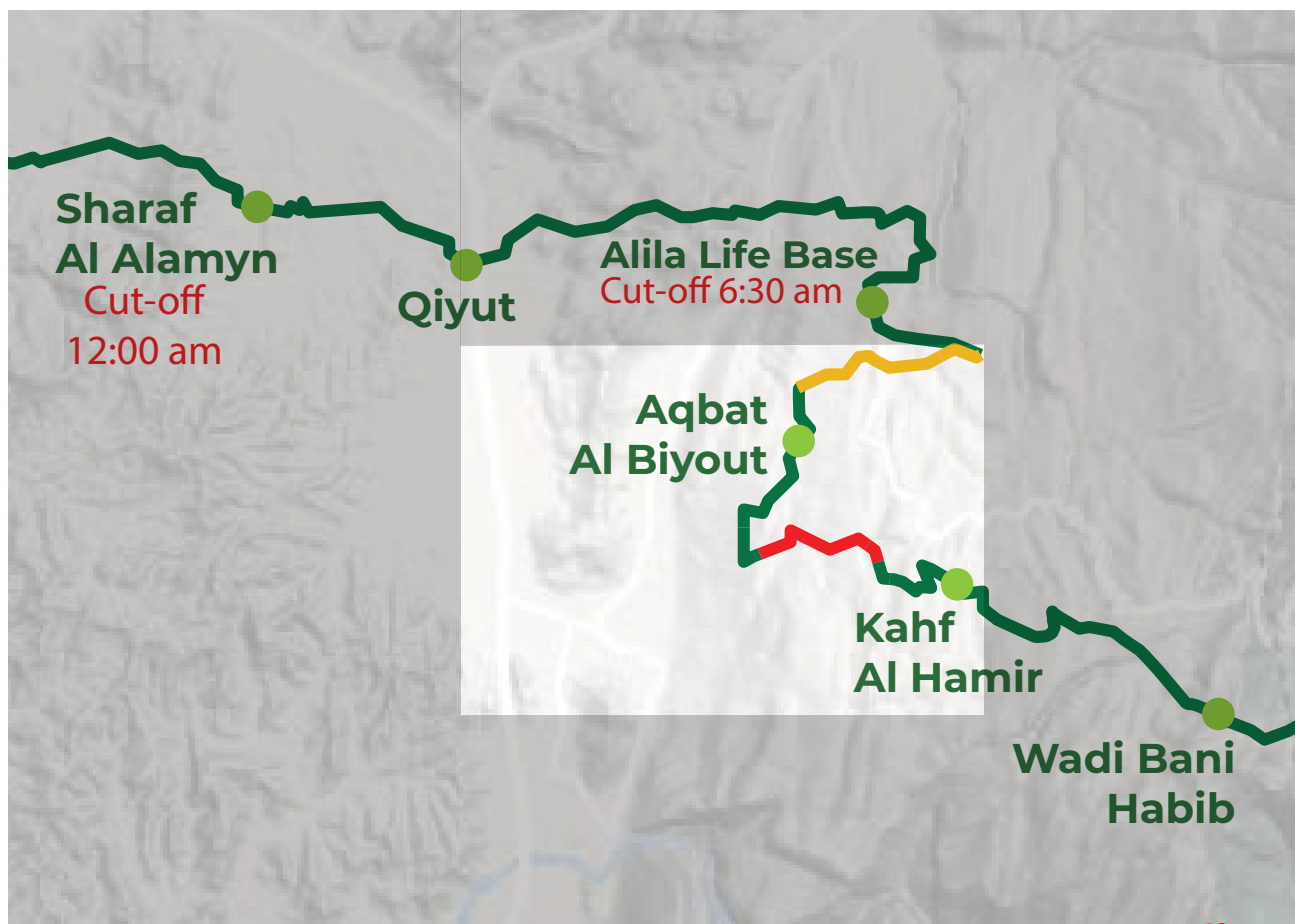 Sharaf
Al Alamyn
Cut-off
12:00 am
Qiyut
Alila Life Base
Cut-off 6:30 am
Aqbat
Al Biyout
Kahf
Al Hamir
Wadi Bani
Habib